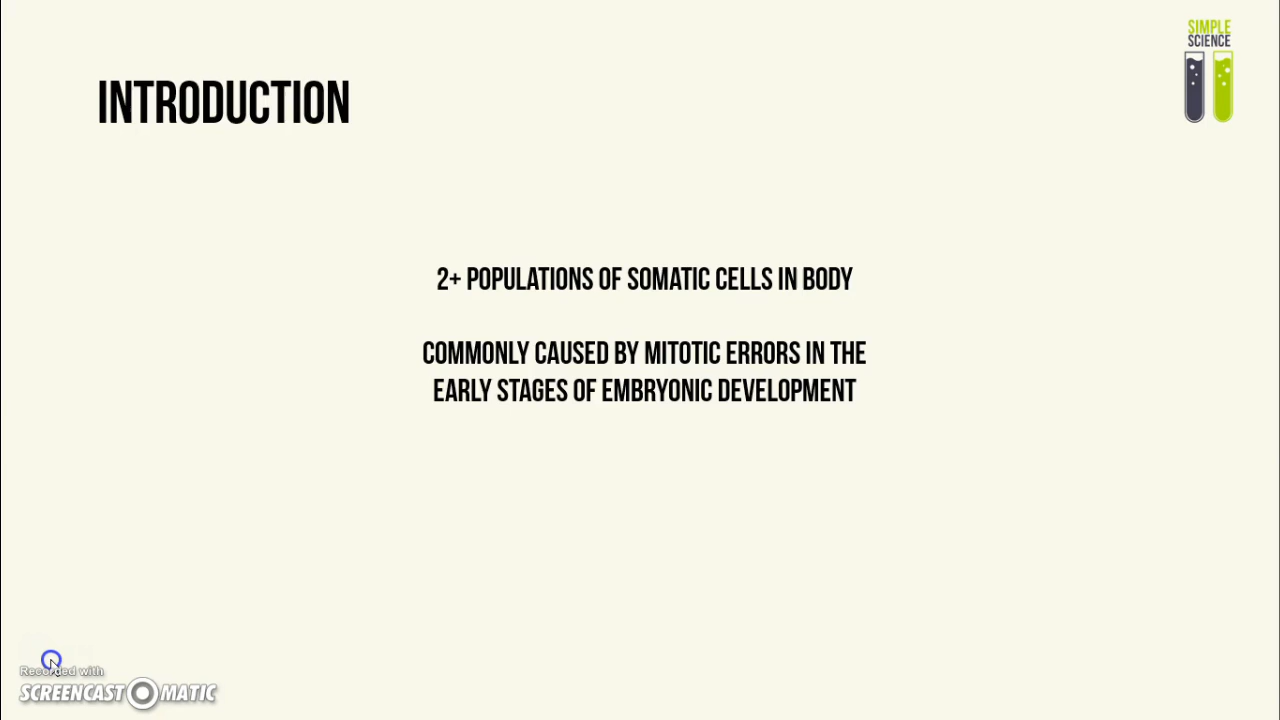 SIMPLE
SCIENCE
INTRODUCTION
2+ POPULATIONS OF SOMATIC CELLS IN BODY
COMMONLY CAUSED BY MITOTIC ERRORS IN THE
EARLY STAGES OF EMBRYONIC DEVELOPMENT
Recorded with
SCREENCAST MATIC